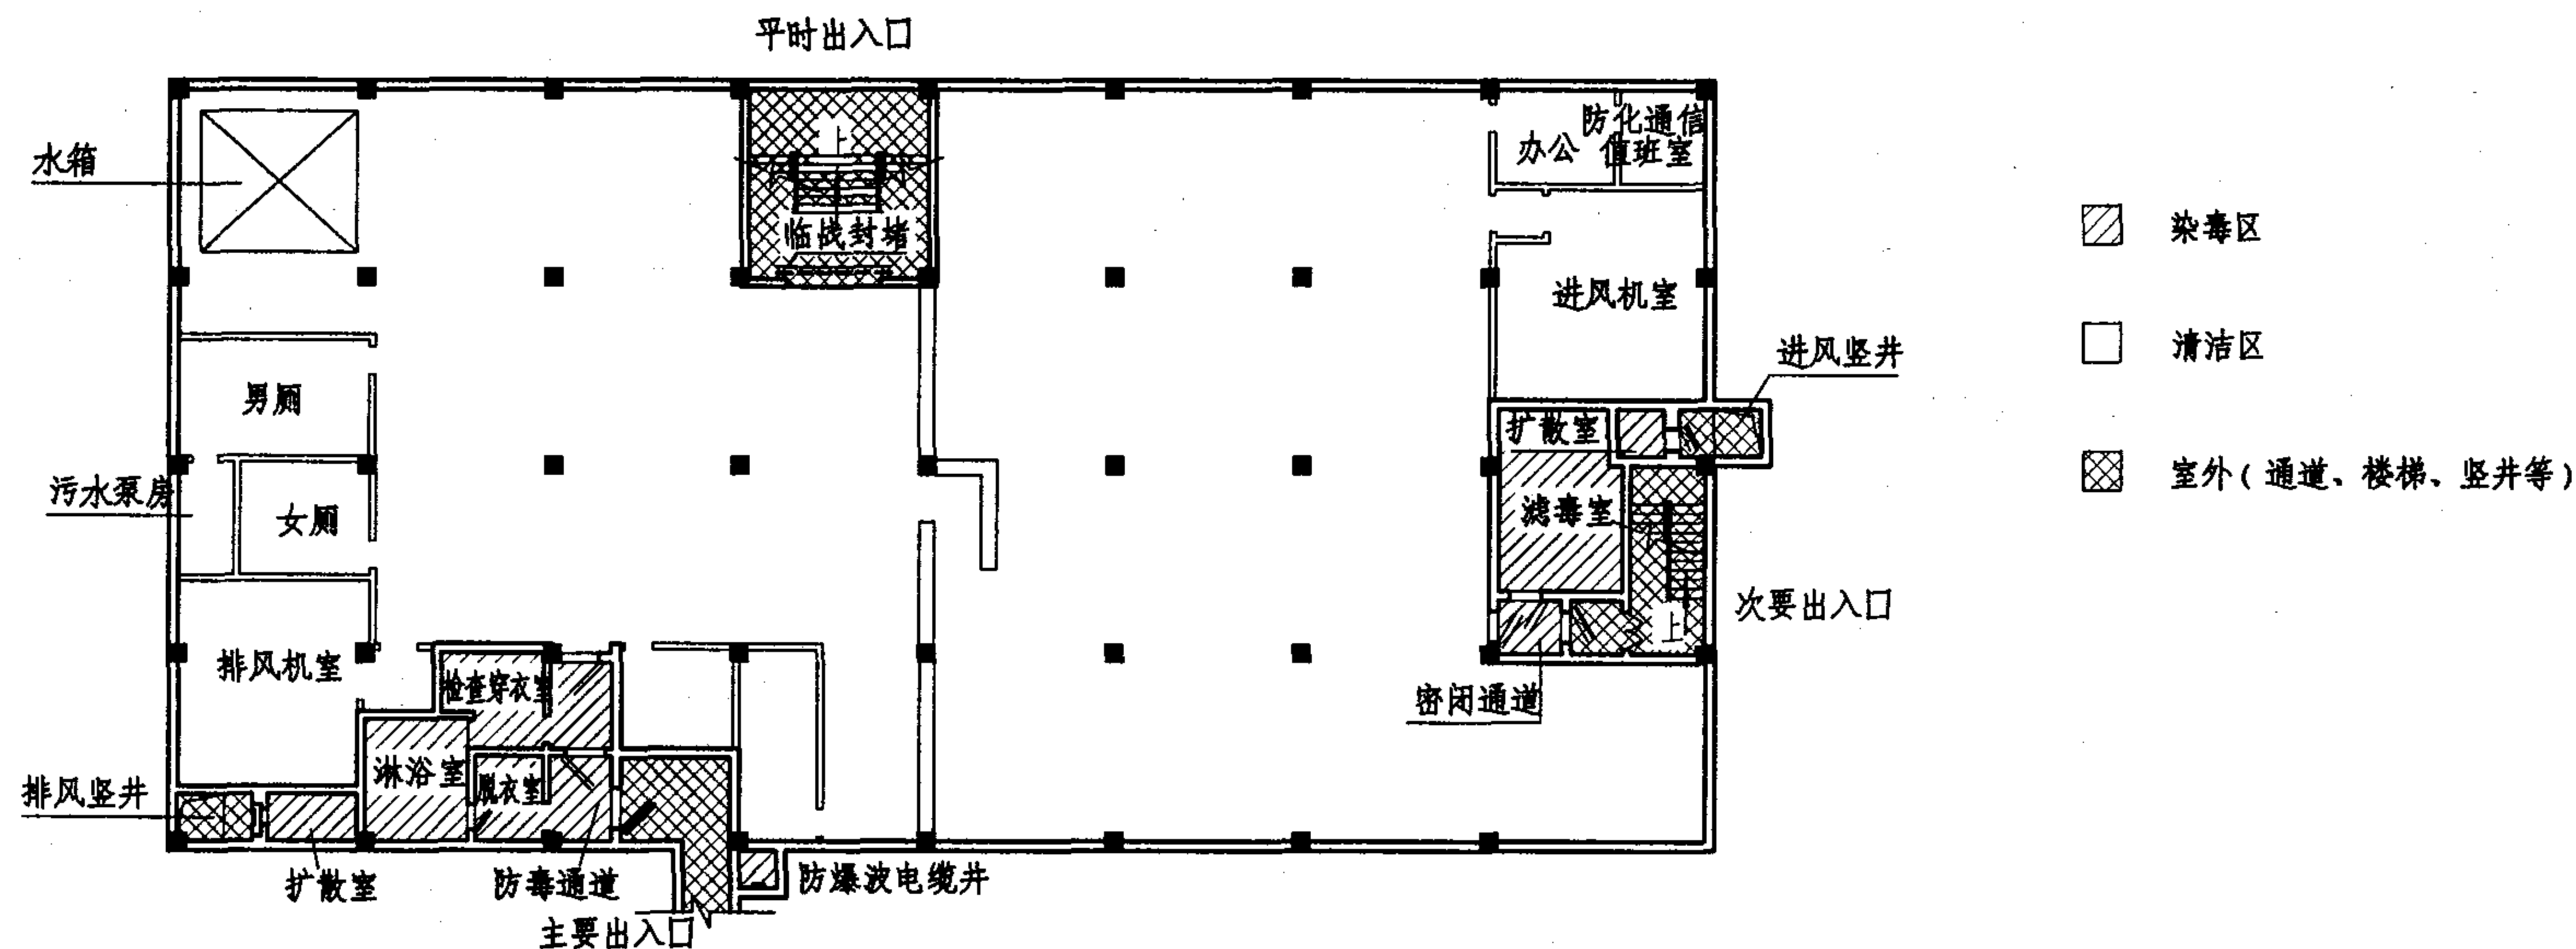 平时出入口
水箱
上
临战封堵
办公
防化通信
值班室
进风机室
进风竖井
男厕
污水泵房
女厕
扩散室
滤毒室
上
次要出入口
密闭通道
排风机室
检查穿衣室
淋浴室
脱衣室
排风竖井
扩散室
防毒通道
主要出入口
防爆波电缆井
染毒区
清洁区
室外(通道、楼梯、竖井等)